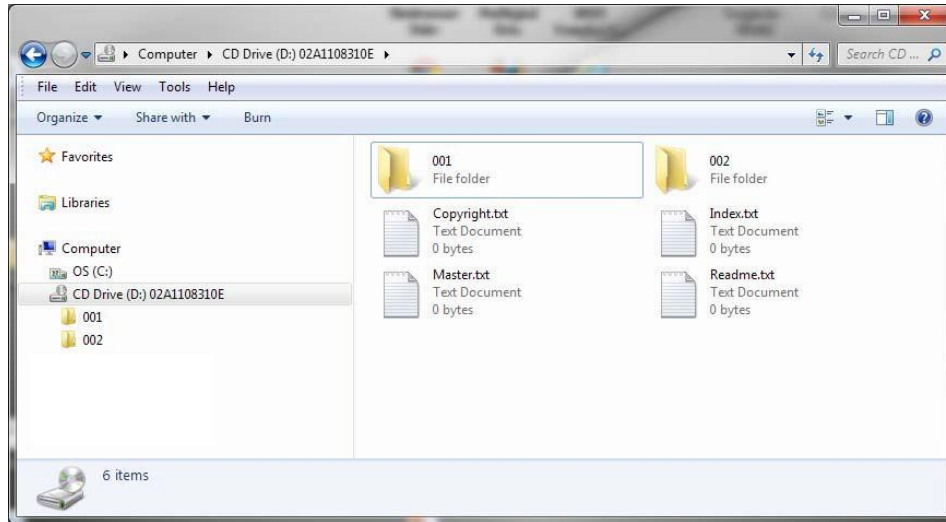 Computer ▸ CD Drive (D:) 02A1108310E ▸
Search CD ...
File Edit View Tools Help
Organize Share with Burn
Favorites
Libraries
Computer
OS (C:)
CD Drive (D:) 02A1108310E
001
002
001
File folder
002
File folder
Copyright.txt
Text Document
0 bytes
Index.txt
Text Document
0 bytes
Master.txt
Text Document
0 bytes
Readme.txt
Text Document
0 bytes
6 items